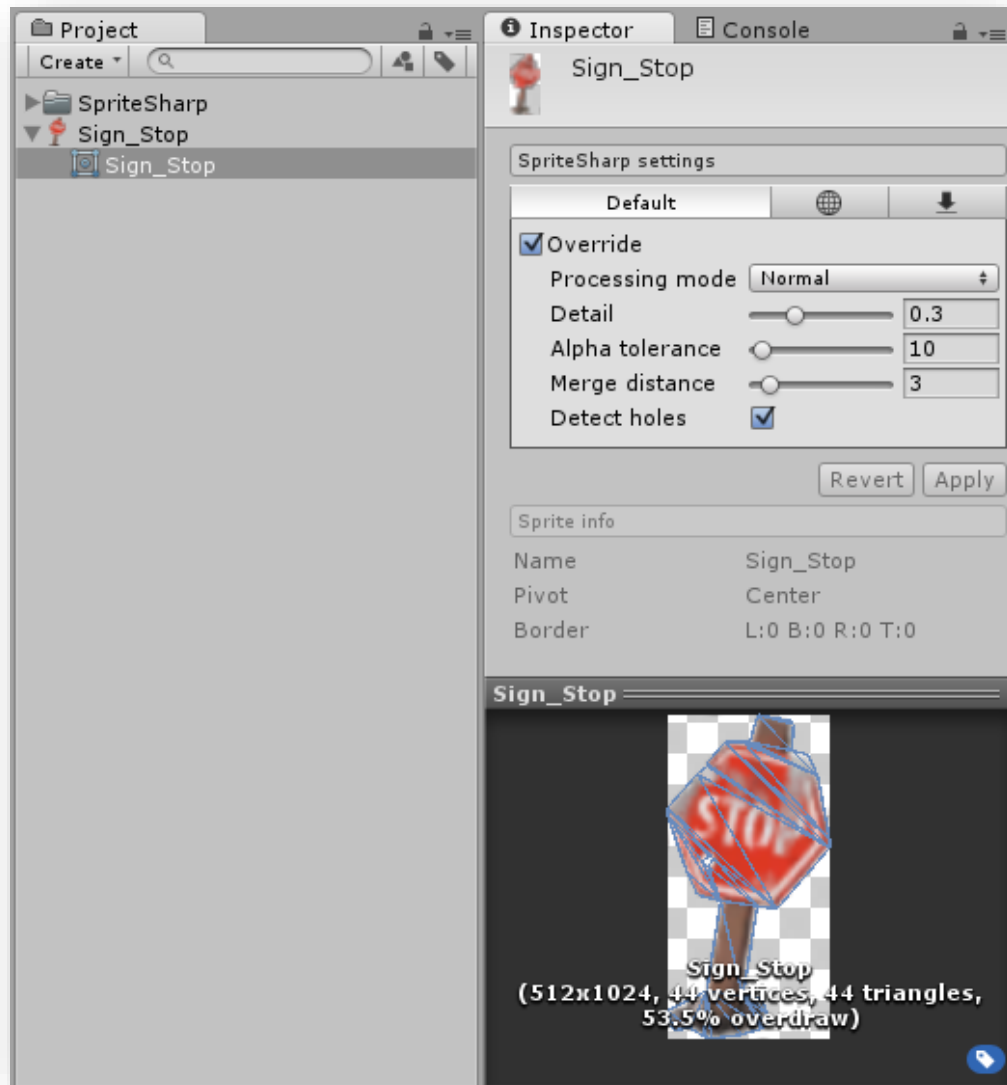 Project
Create
SpriteSharp
Sign_Stop
Sign_Stop
Inspector
Console
Sign_Stop
SpriteSharp settings
Default
Override
Processing mode Normal
Detail 0.3
Alpha tolerance 10
Merge distance 3
Detect holes
Revert Apply
Sprite info
Name Sign_Stop
Pivot Center
Border L:0 B:0 R:0 T:0
Sign_Stop
STOP
Sign_Stop
(512x1024, 44 vertices, 44 triangles,
53.5% overdraw)